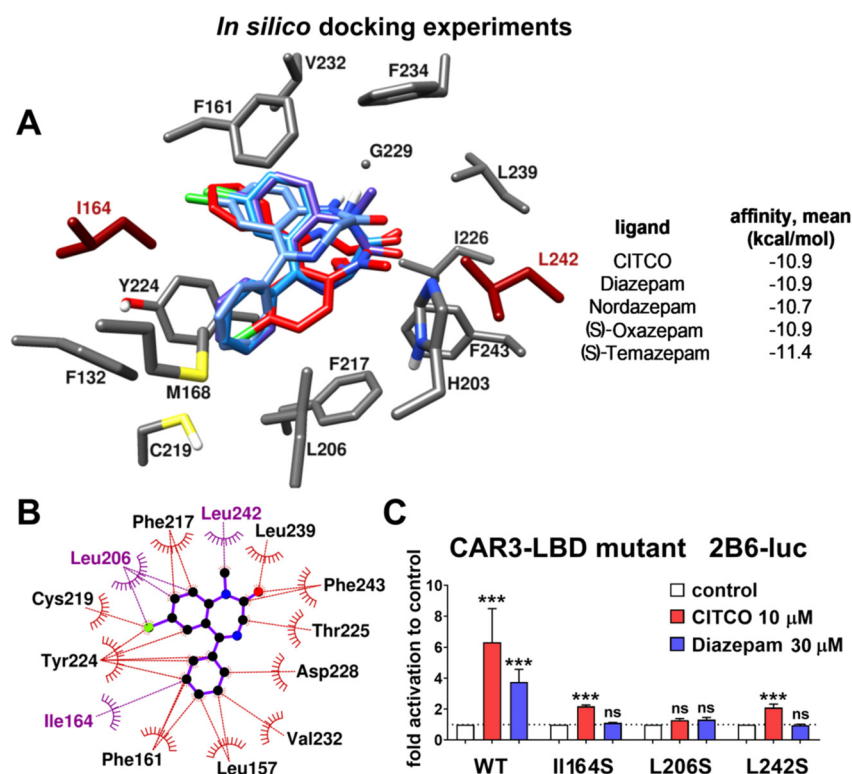 In silico docking experiments
A
V232
F234
F161
G229
L239
I164
I226
L242
Y224
F243
F132
M168
F217
H203
C219
L206
ligand affinity, mean
(kcal/mol)
CITCO -10.9
Diazepam -10.9
Nordazepam -10.7
(S)-Oxazepam -10.9
(S)-Temazepam -11.4
B
Leu242
Phe217
Leu239
Leu206
Phe243
Cys219
Thr225
Tyr224
Asp228
Ile164
Val232
Phe161
Leu157
C
CAR3-LBD mutant 2B6-luc
fold activation to control
10
8
6
4
2
0
control
CITCO 10 μM
Diazepam 30 μM
***
***
***
ns
ns
ns
***
ns
WT
II164S
L206S
L242S